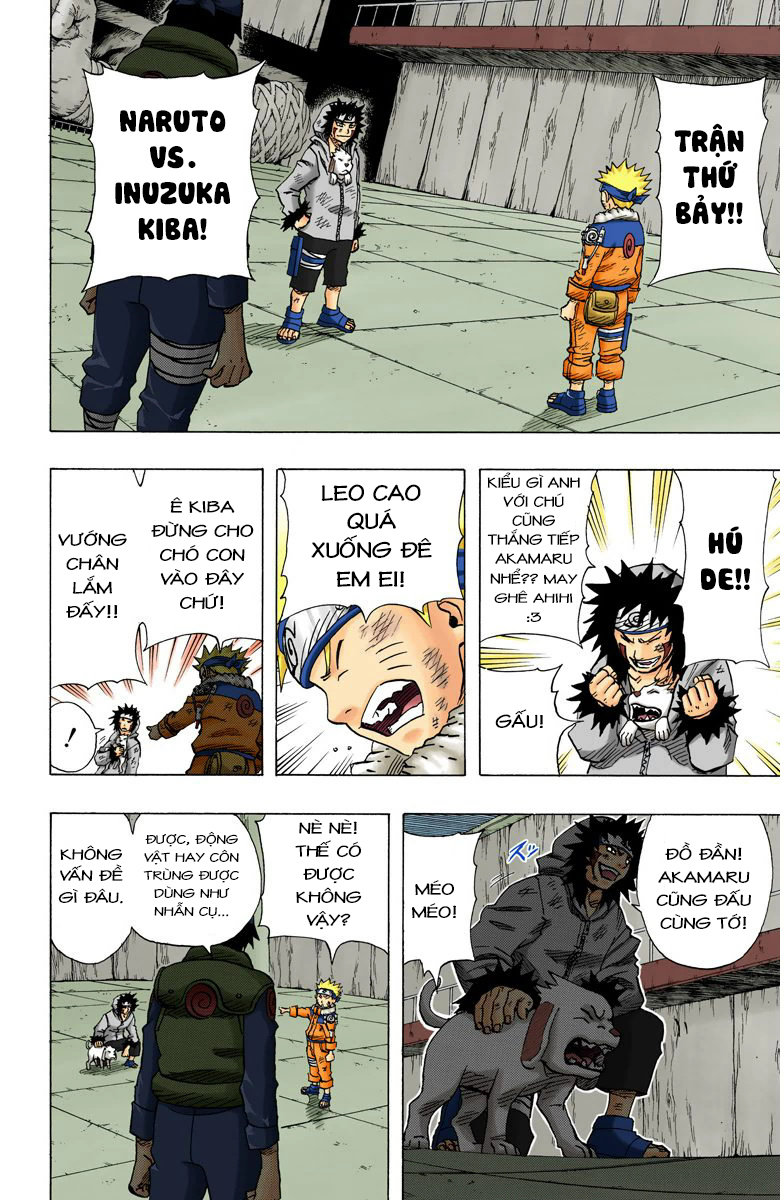 TRẬN
THỨ
BẢY!!
NARUTO
VS.
INUZUKA
KIBA!
HÚ
DE!!
KIỂU GÌ ANH
VỚI CHÚ
CŨNG
THẮNG TIẾP
AKAMARU
NHỂ?? MAY
GHÊ AHIHI
:3
GẤU!
LEO CAO
QUÁ
XUỐNG ĐÊ
EM EI!
Ê KIBA
ĐỪNG CHO
CHÓ CON
VÀO ĐÂY
CHỨ!
VƯỚNG
CHÂN
LẮM
ĐẤY!!
!
ĐỒ ĐẦN!
AKAMARU
CŨNG ĐẤU
CÙNG TỚ!
MÉO
MÉO!
ズッ
NÈ NÈ!
THẾ CÓ
ĐƯỢC
KHÔNG
VẬY?
ĐƯỢC, ĐỘNG
VẬT HAY CÔN
TRÙNG ĐƯỢC
DÙNG NHƯ
NHẪN CỤ...
KHÔNG
VẤN ĐỀ
GÌ ĐÂU.